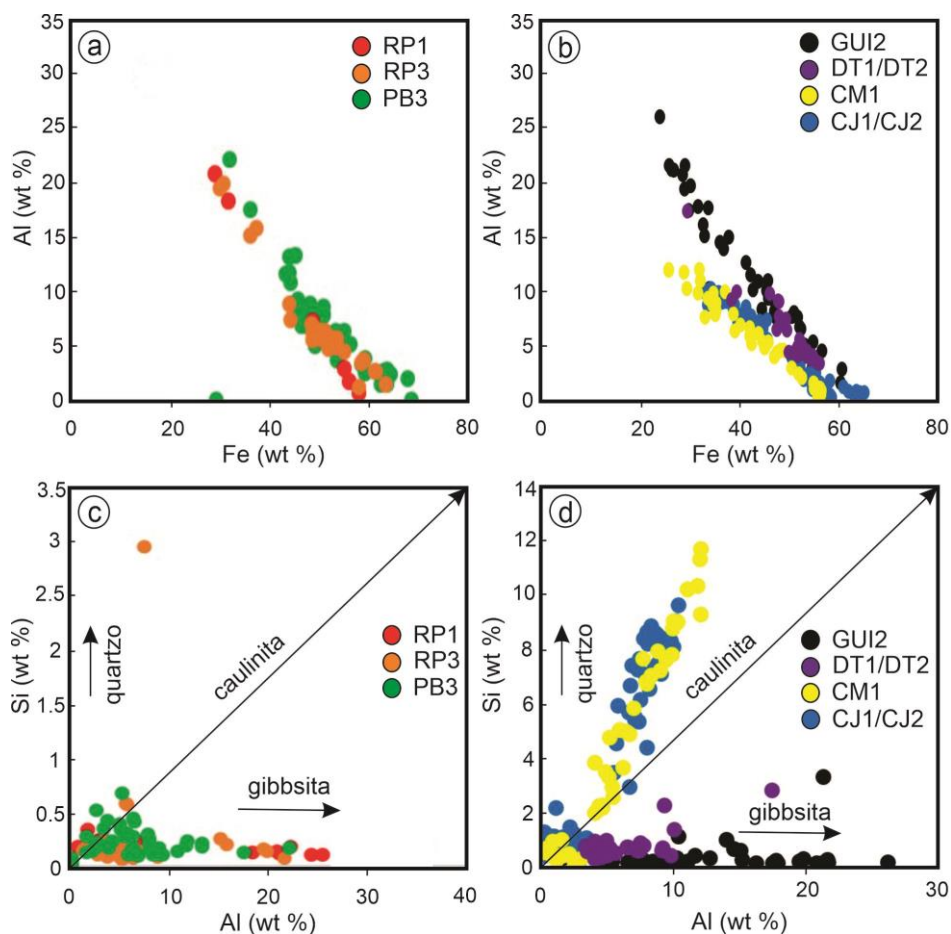 a
RP1
RP3
PB3
35
30
25
20
15
10
5
0
Al (wt %)
0 20 40 60 80
Fe (wt %)
b
GUI2
DT1/DT2
CM1
CJ1/CJ2
35
30
25
20
15
10
5
0
Al (wt %)
0 20 40 60 80
Fe (wt %)
c
3.5
3
2.5
2
1.5
1
0.5
0
Si (wt %)
quartzo
caulinita
gibbsita
RP1
RP3
PB3
0 10 20 30 40
Al (wt %)
d
14
12
10
8
6
4
2
0
Si (wt %)
quartzo
caulinita
gibbsita
GUI2
DT1/DT2
CM1
CJ1/CJ2
0 10 20 30
Al (wt %)